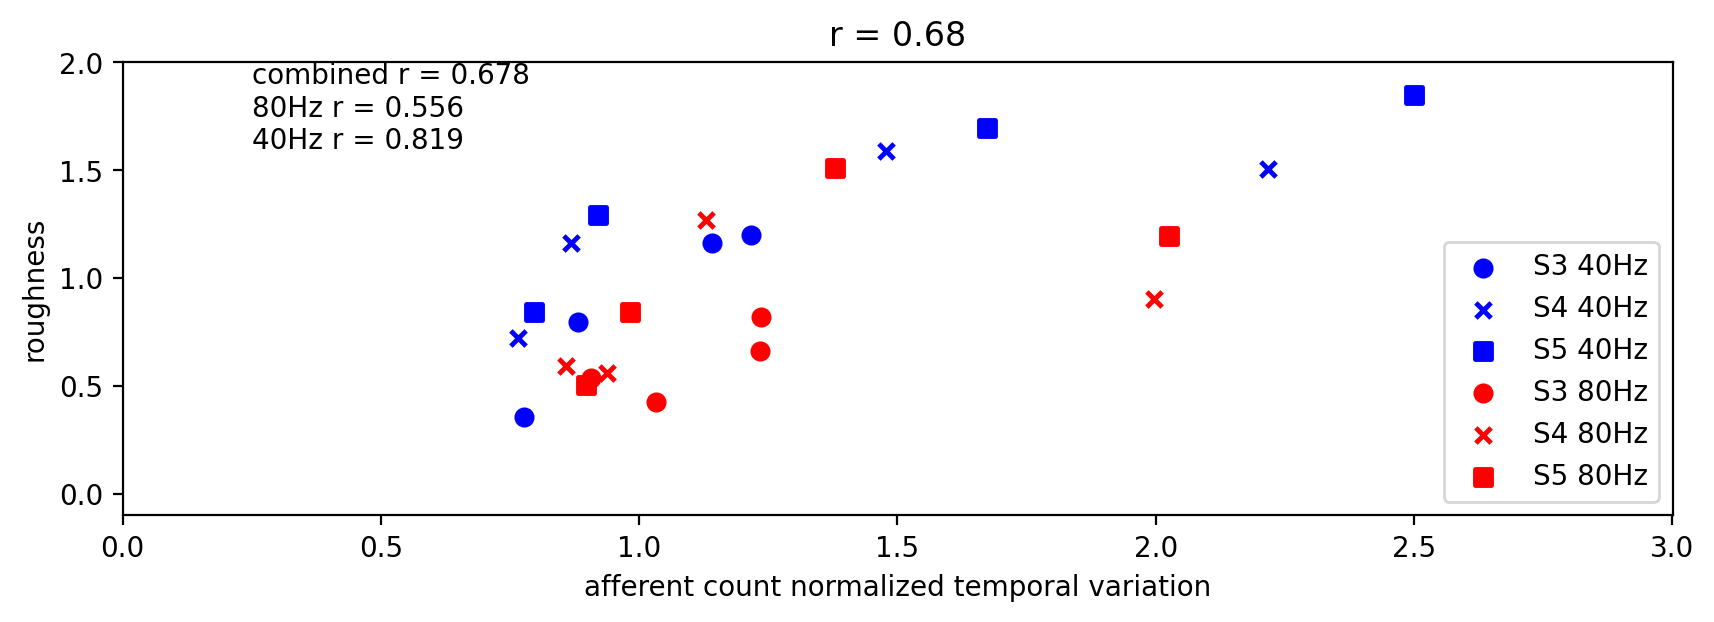 r = 0.68
combined r = 0.678
80Hz r = 0.556
40Hz r = 0.819
2.0
1.5
1.0
0.5
0.0
roughness
S3 40Hz
S4 40Hz
S5 40Hz
S3 80Hz
S4 80Hz
S5 80Hz
0.0 0.5 1.0 1.5 2.0 2.5 3.0
afferent count normalized temporal variation